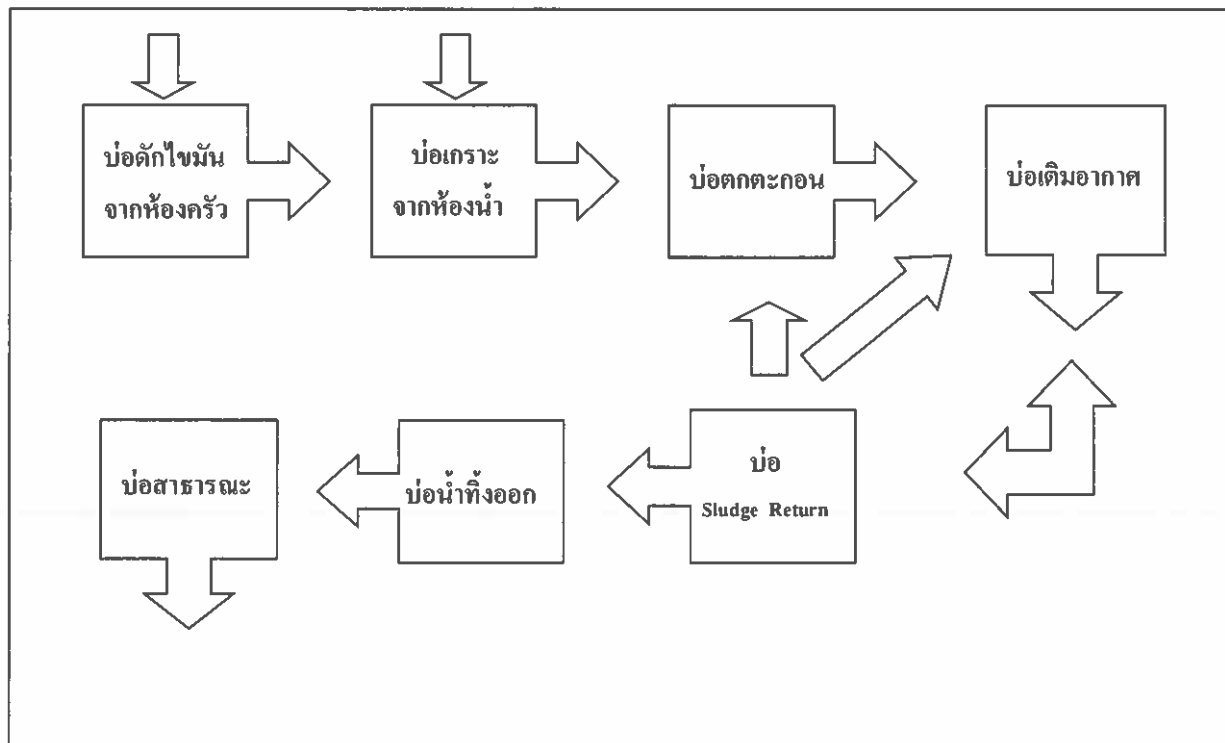 บ่อดักไขมัน
จากห้องครัว
บ่อเกราะ
จากห้องน้ำ
บ่อตกตะกอน
บ่อเติมอากาศ
บ่อสาธารณะ
บ่อน้ำทิ้งออก
บ่อ
Sludge Return